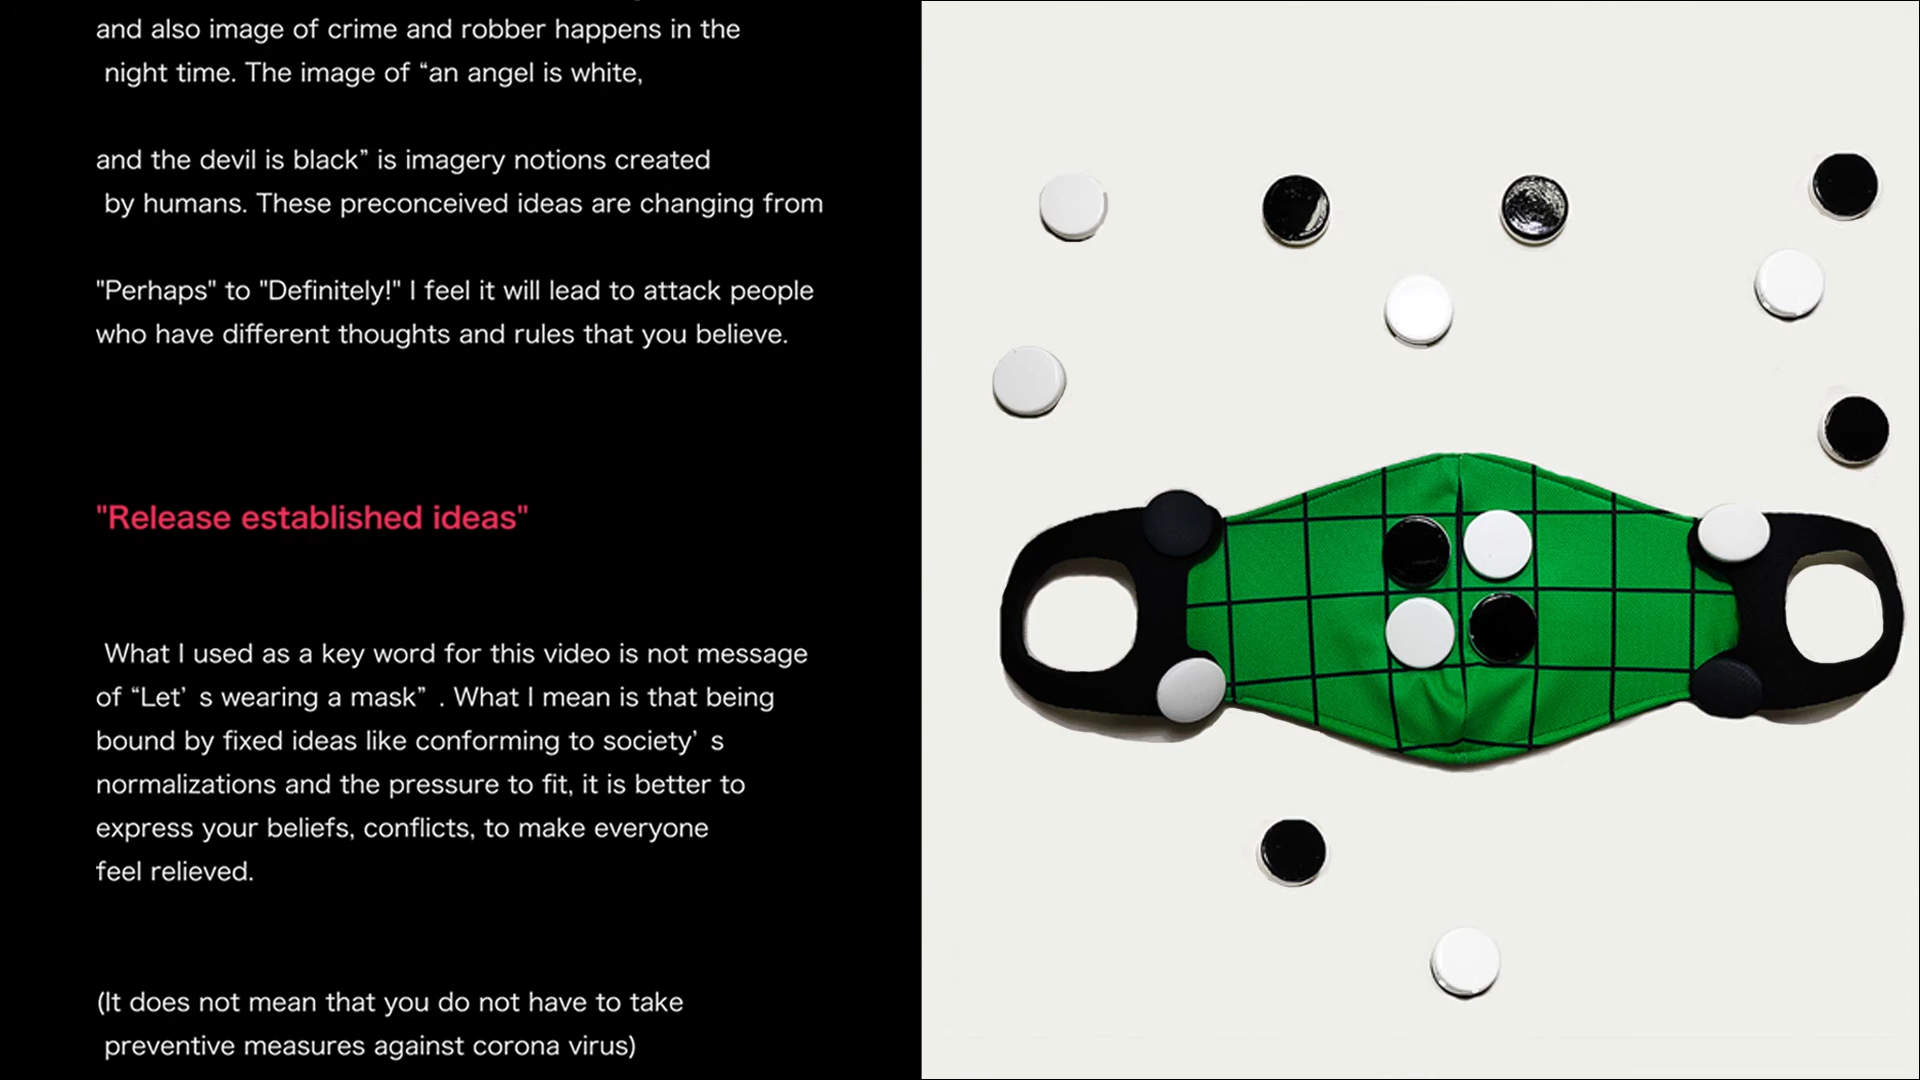 and also image of crime and robber happens in the
night time. The image of “an angel is white,
and the devil is black” is imagery notions created
by humans. These preconceived ideas are changing from
"Perhaps" to "Definitely!" I feel it will lead to attack people
who have different thoughts and rules that you believe.
"Release established ideas"
What I used as a key word for this video is not message
of “Let’ s wearing a mask” . What I mean is that being
bound by fixed ideas like conforming to society’ s
normalizations and the pressure to fit, it is better to
express your beliefs, conflicts, to make everyone
feel relieved.
(It does not mean that you do not have to take
preventive measures against corona virus)